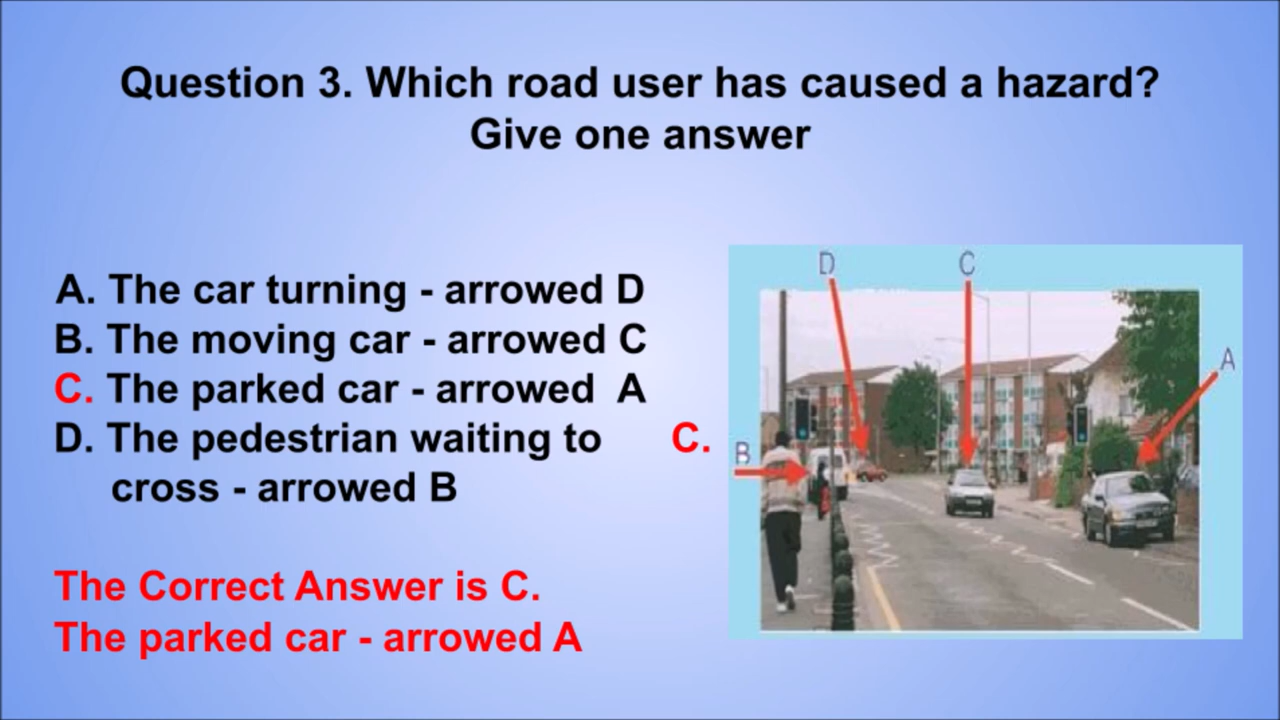 Question 3. Which road user has caused a hazard?
Give one answer
A. The car turning - arrowed D
B. The moving car - arrowed C
C. The parked car - arrowed  A
D. The pedestrian waiting to
cross - arrowed B
C.
The Correct Answer is C.
The parked car - arrowed A
D
C
A
B